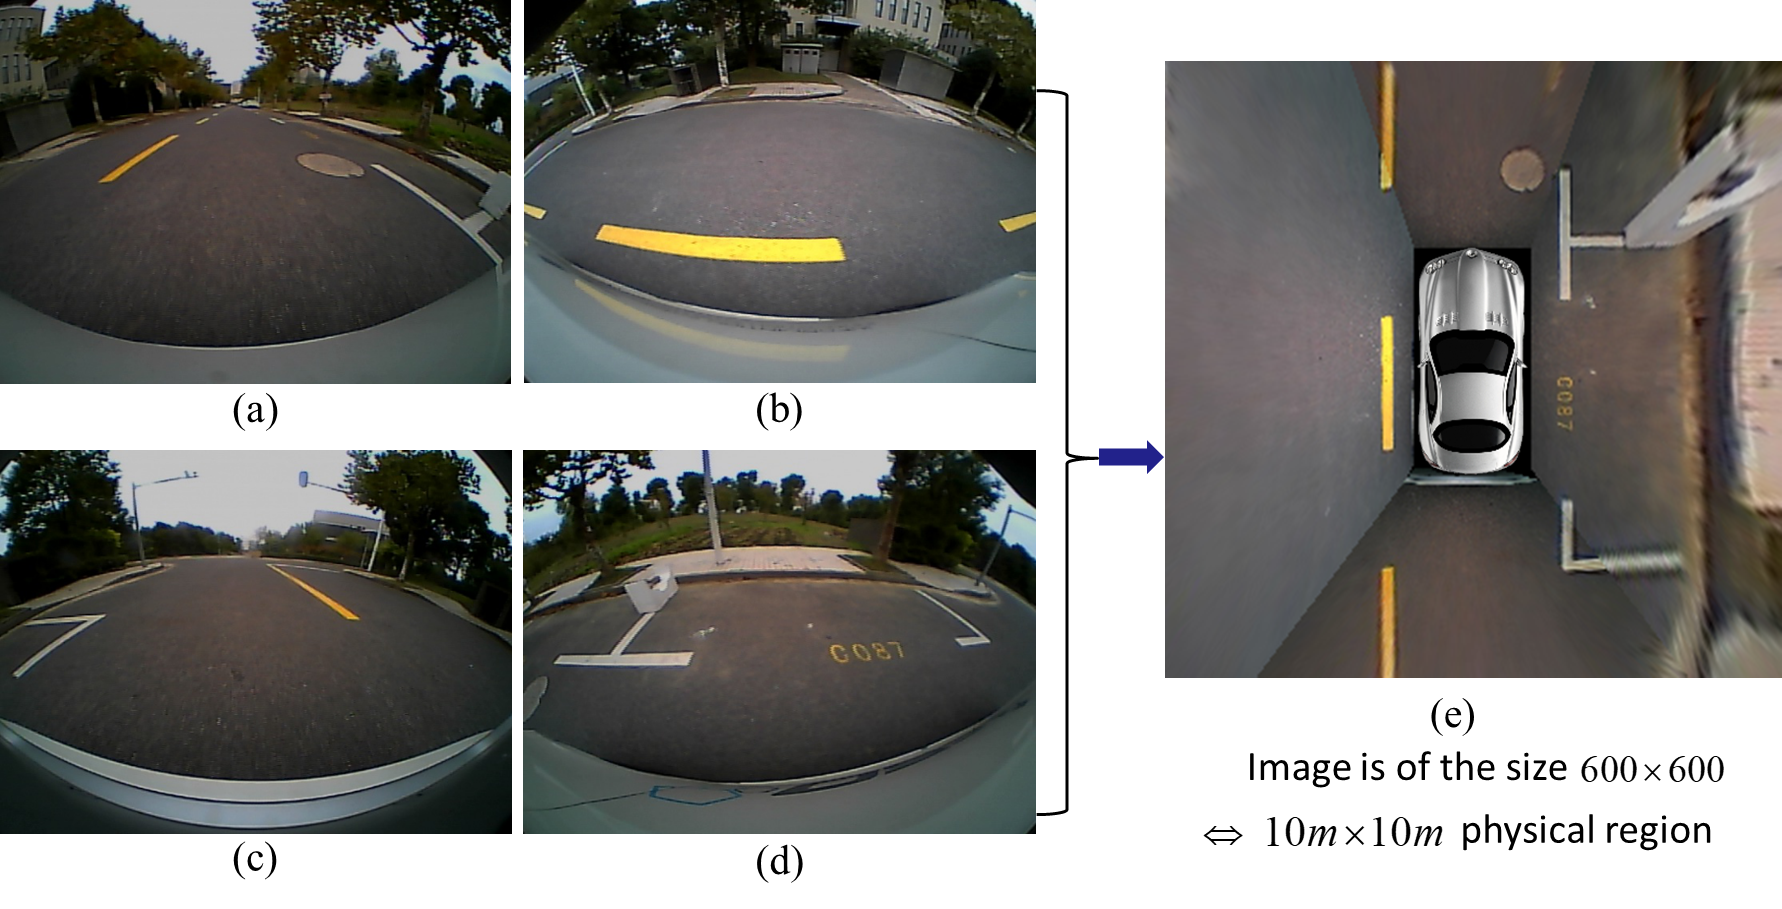 (a)
(b)
C087
(c)
(d)
C087
(e)
Image is of the size 600×600
⇔ 10m×10m physical region